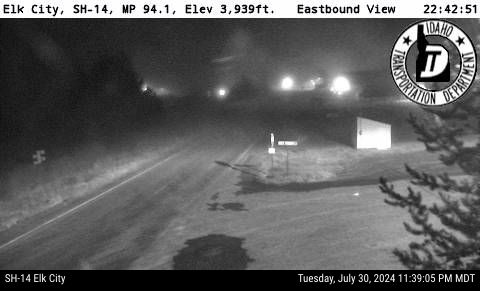 Elk City, SH-14, MP 94.1, Elev 3,939ft. Eastbound View 22:42:51
IDAHO
TRANSPORTATION DEPARTMENT
SH-14 Elk City Tuesday, July 30, 2024 11:39:05 PM MDT